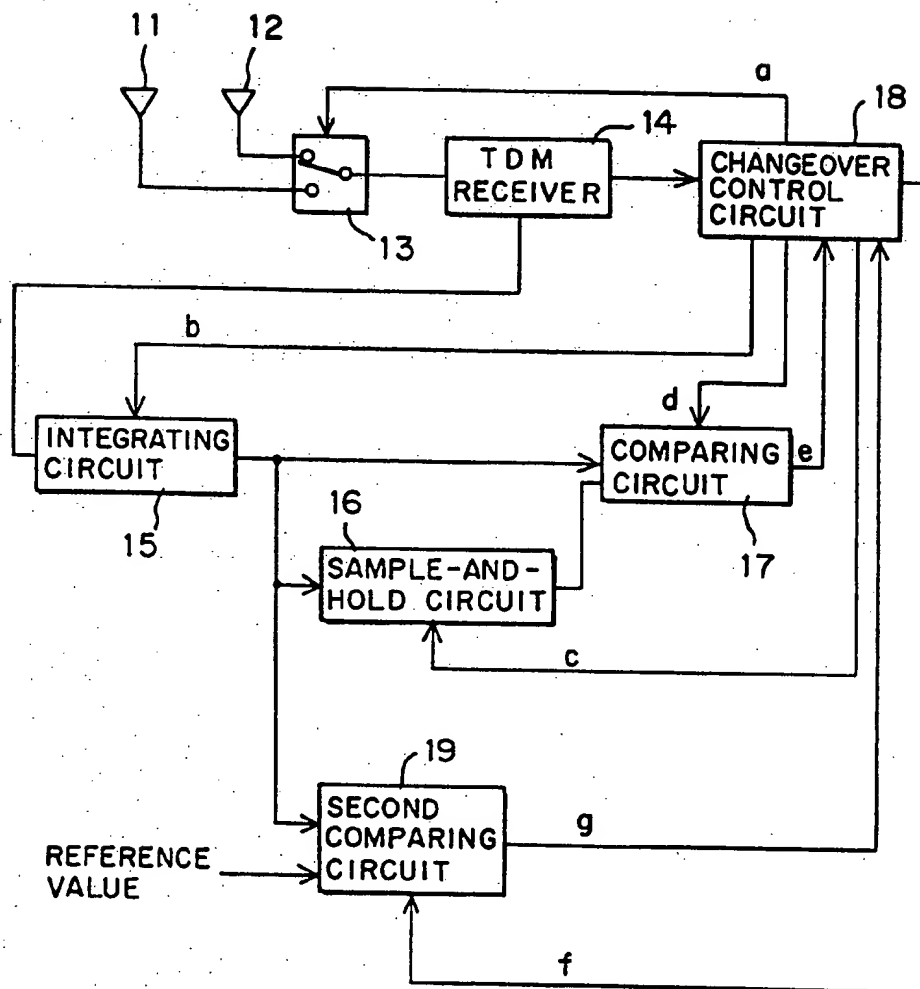 11
12
a
18
14
TDM
RECEIVER
CHANGEOVER
CONTROL
CIRCUIT
13
b
d
INTEGRATING
CIRCUIT
COMPARING
CIRCUIT
e
15
16
17
SAMPLE-AND-
HOLD CIRCUIT
c
19
SECOND
COMPARING
CIRCUIT
g
REFERENCE
VALUE
f